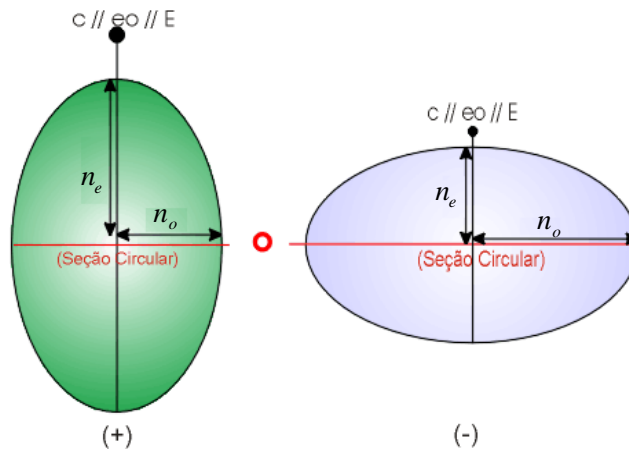 c // eo // E
n_e
n_o
(Seção Circular)
(+)
o
c // eo // E
n_e
n_o
(Seção Circular)
(-)